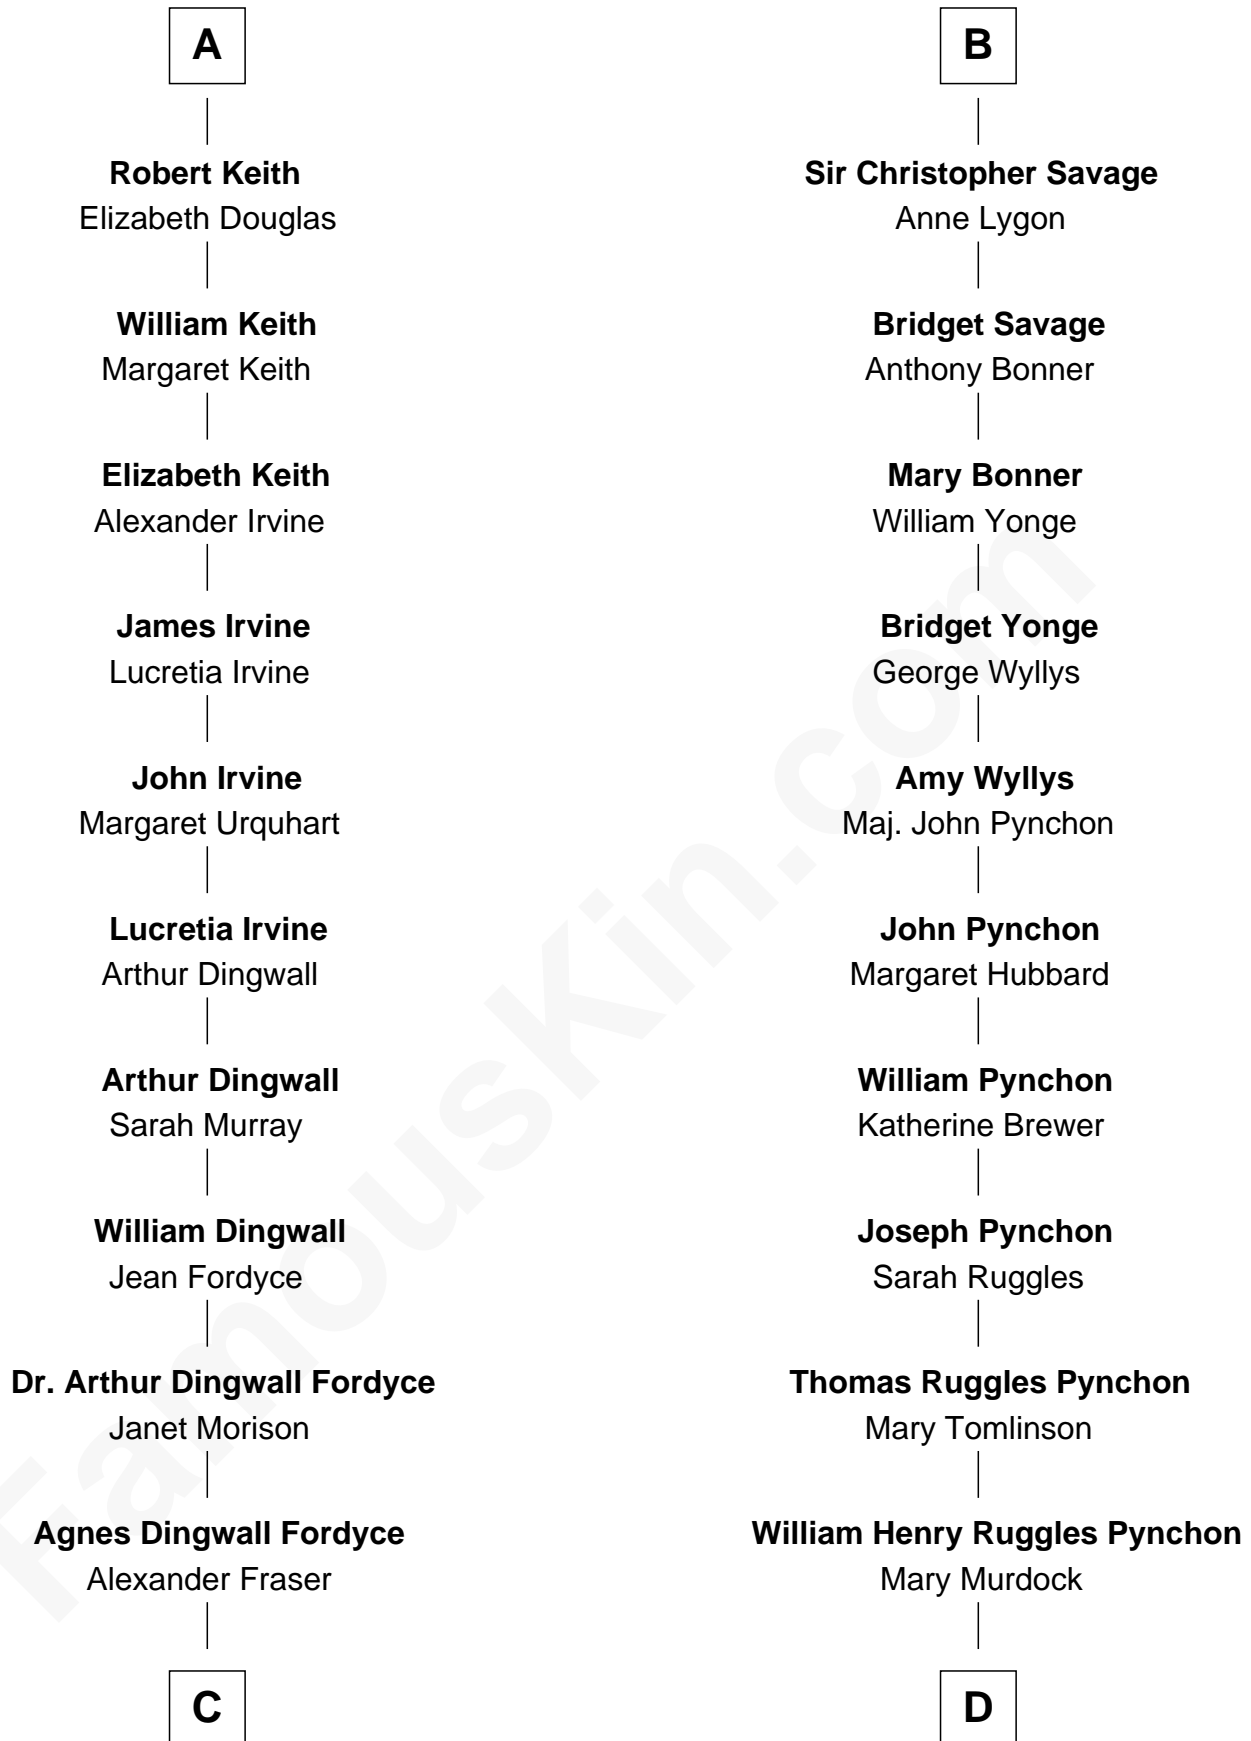 A
Robert Keith
Elizabeth Douglas
William Keith
Margaret Keith
Elizabeth Keith
Alexander Irvine
James Irvine
Lucretia Irvine
John Irvine
Margaret Urquhart
Lucretia Irvine
Arthur Dingwall
Arthur Dingwall
Sarah Murray
William Dingwall
Jean Fordyce
Dr. Arthur Dingwall Fordyce
Janet Morison
Agnes Dingwall Fordyce
Alexander Fraser
C
B
Sir Christopher Savage
Anne Lygon
Bridget Savage
Anthony Bonner
Mary Bonner
William Yonge
Bridget Yonge
George Wyllys
Amy Wyllys
Maj. John Pynchon
John Pynchon
Margaret Hubbard
William Pynchon
Katherine Brewer
Joseph Pynchon
Sarah Ruggles
Thomas Ruggles Pynchon
Mary Tomlinson
William Henry Ruggles Pynchon
Mary Murdock
D
FamousKin.com